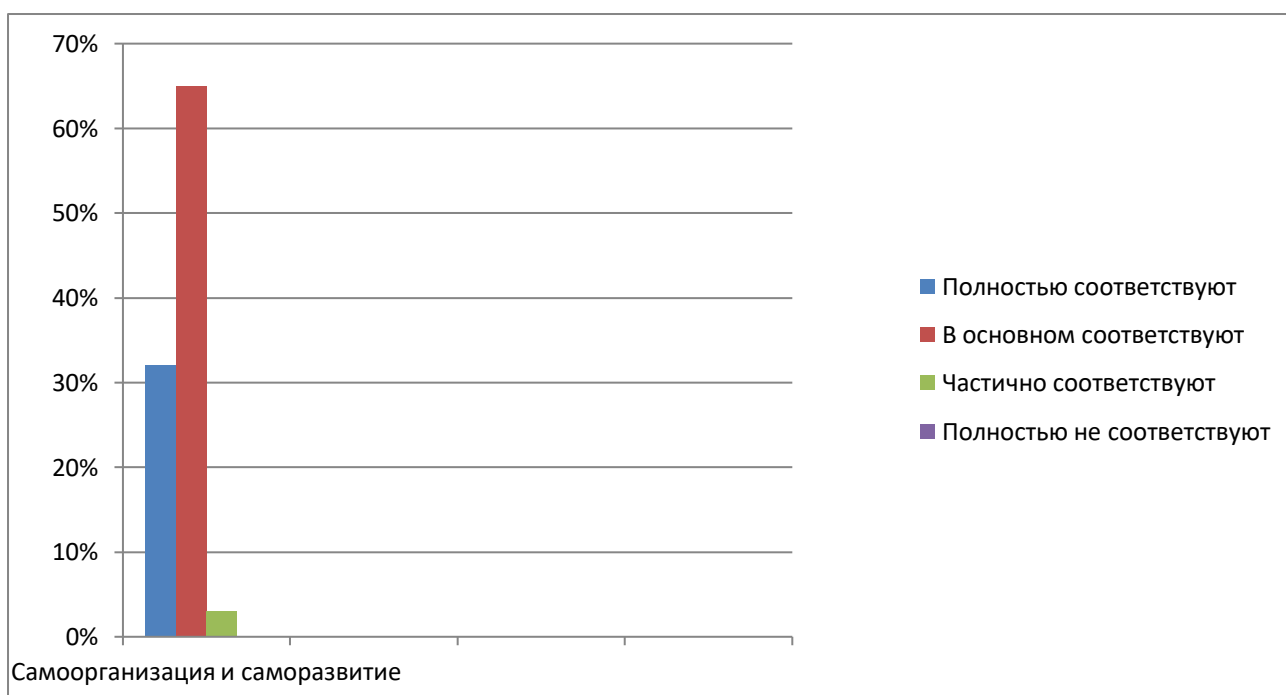 70%
60%
50%
40%
30%
20%
10%
0%
Самоорганизация и саморазвитие
Полностью соответствуют
В основном соответствуют
Частично соответствуют
Полностью не соответствуют